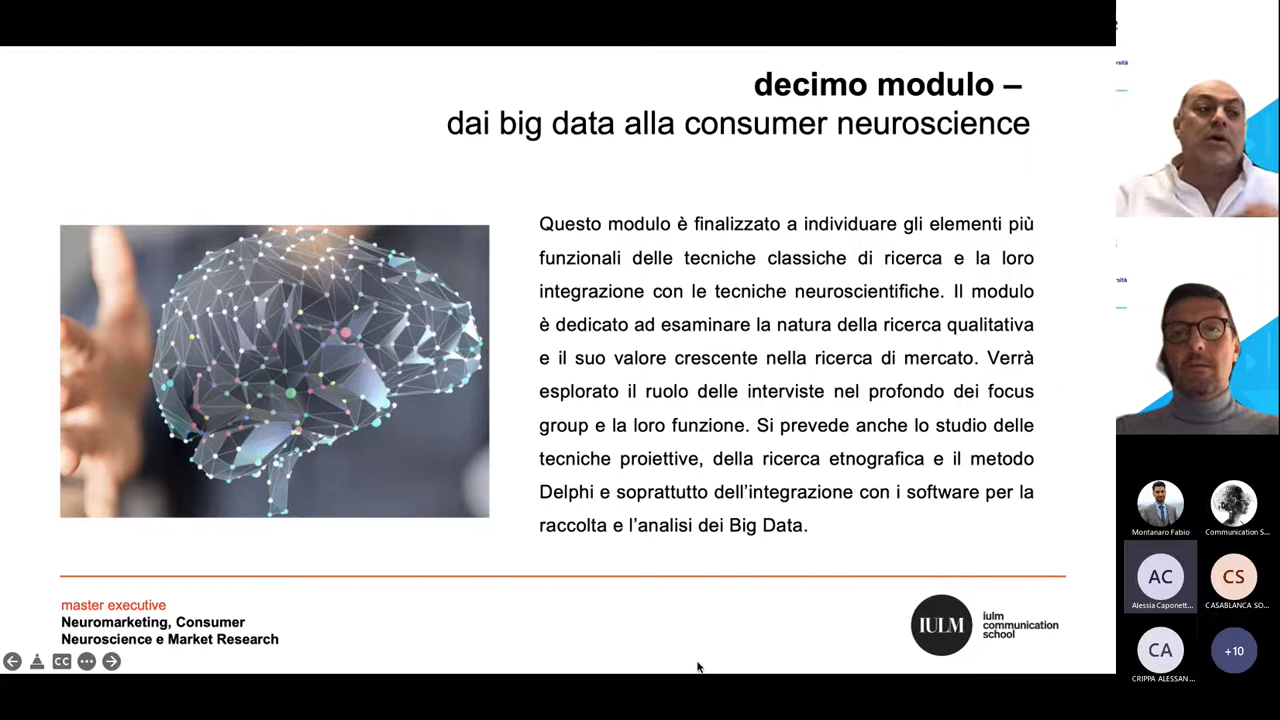 decimo modulo –
dai big data alla consumer neuroscience
Questo modulo è finalizzato a individuare gli elementi più
funzionali delle tecniche classiche di ricerca e la loro
integrazione con le tecniche neuroscientifiche. Il modulo
è dedicato ad esaminare la natura della ricerca qualitativa
e il suo valore crescente nella ricerca di mercato. Verrà
esplorato il ruolo delle interviste nel profondo dei focus
group e la loro funzione. Si prevede anche lo studio delle
tecniche proiettive, della ricerca etnografica e il metodo
Delphi e soprattutto dell’integrazione con i software per la
raccolta e l’analisi dei Big Data.
master executive
Neuromarketing, Consumer
Neuroscience e Market Research
IULM
iulm
communication
school
CC
rsità
rsità
Montanaro Fabio
Communication S...
AC
CS
Alessia Caponett...
CASABLANCA SO...
CA
+10
CRIPPA ALESSAN...